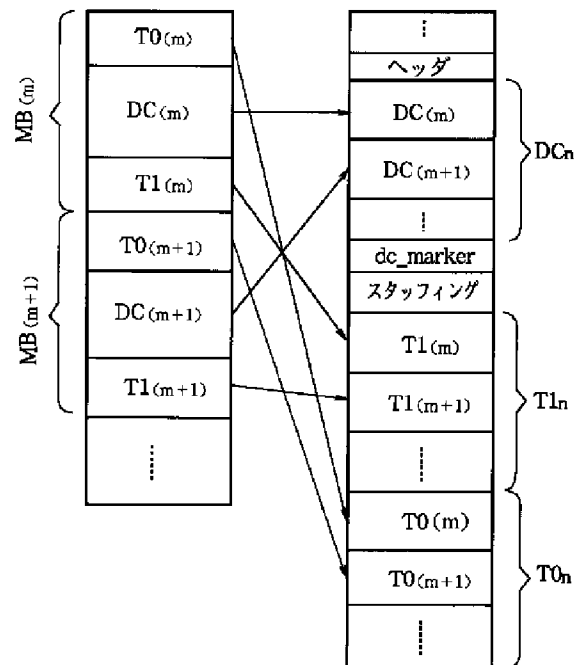 MB(m)
T0(m)
DC(m)
T1(m)
MB(m+1)
T0(m+1)
DC(m+1)
T1(m+1)
ヘッダ
DC(m)
DC(m+1)
DCn
dc_marker
スタッフィング
T1(m)
T1(m+1)
T1n
T0(m)
T0(m+1)
T0n